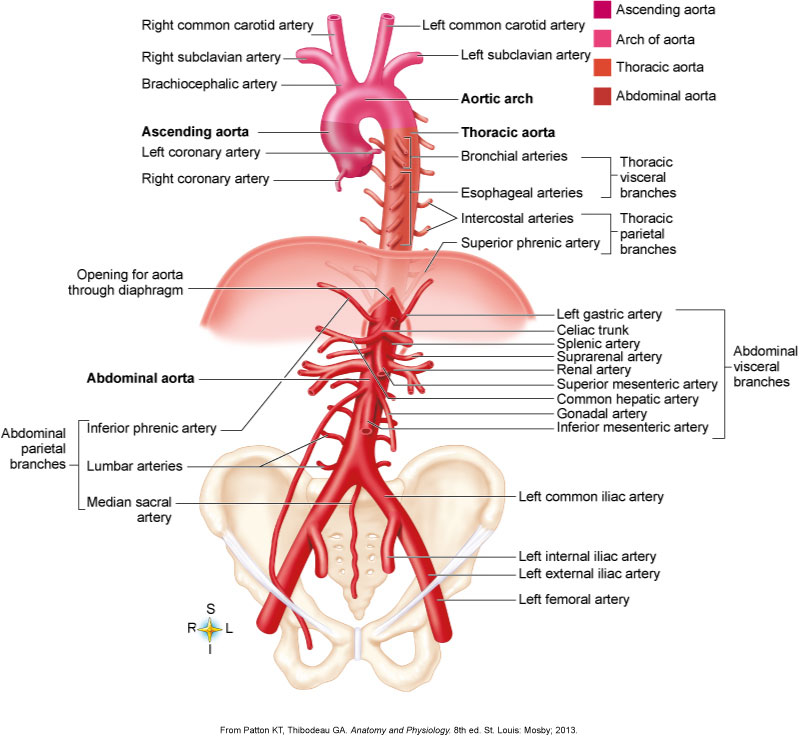 Right common carotid artery
Left common carotid artery
Right subclavian artery
Left subclavian artery
Brachiocephalic artery
Aortic arch
Ascending aorta
Thoracic aorta
Left coronary artery
Bronchial arteries
Right coronary artery
Esophageal arteries
Thoracic
visceral
branches
Intercostal arteries
Superior phrenic artery
Thoracic
parietal
branches
Ascending aorta
Arch of aorta
Thoracic aorta
Abdominal aorta
Opening for aorta
through diaphragm
Left gastric artery
Celiac trunk
Splenic artery
Suprarenal artery
Renal artery
Superior mesenteric artery
Common hepatic artery
Gonadal artery
Inferior mesenteric artery
Abdominal
visceral
branches
Abdominal aorta
Abdominal
parietal
branches
Inferior phrenic artery
Lumbar arteries
Median sacral
artery
Left common iliac artery
Left internal iliac artery
Left external iliac artery
Left femoral artery
S
R L
I
From Patton KT, Thibodeau GA. Anatomy and Physiology. 8th ed. St. Louis: Mosby; 2013.